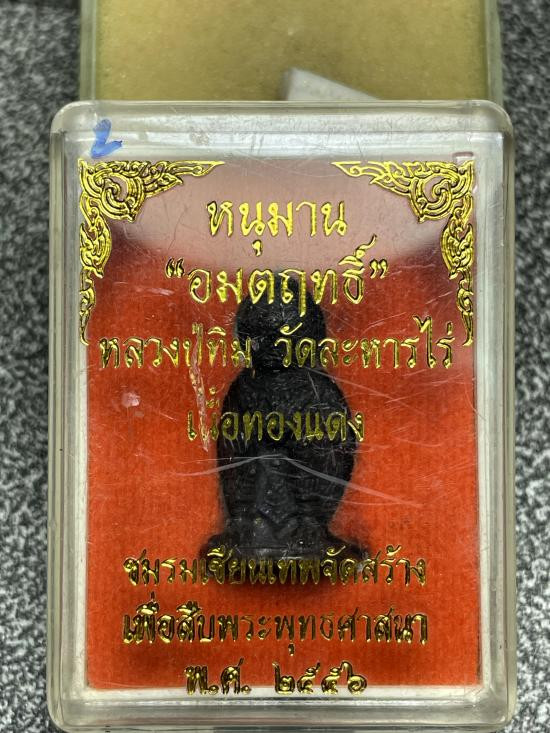 ๒
หนุมาน
“อมตฤทธิ์”
หลวงปู่ทิม วัดละหารไร่
เนื้อทองแดง
ชมรมเซียนเทพจัดสร้าง
เพื่อสืบพระพุทธศาสนา
พ.ศ. ๒๕๕๖